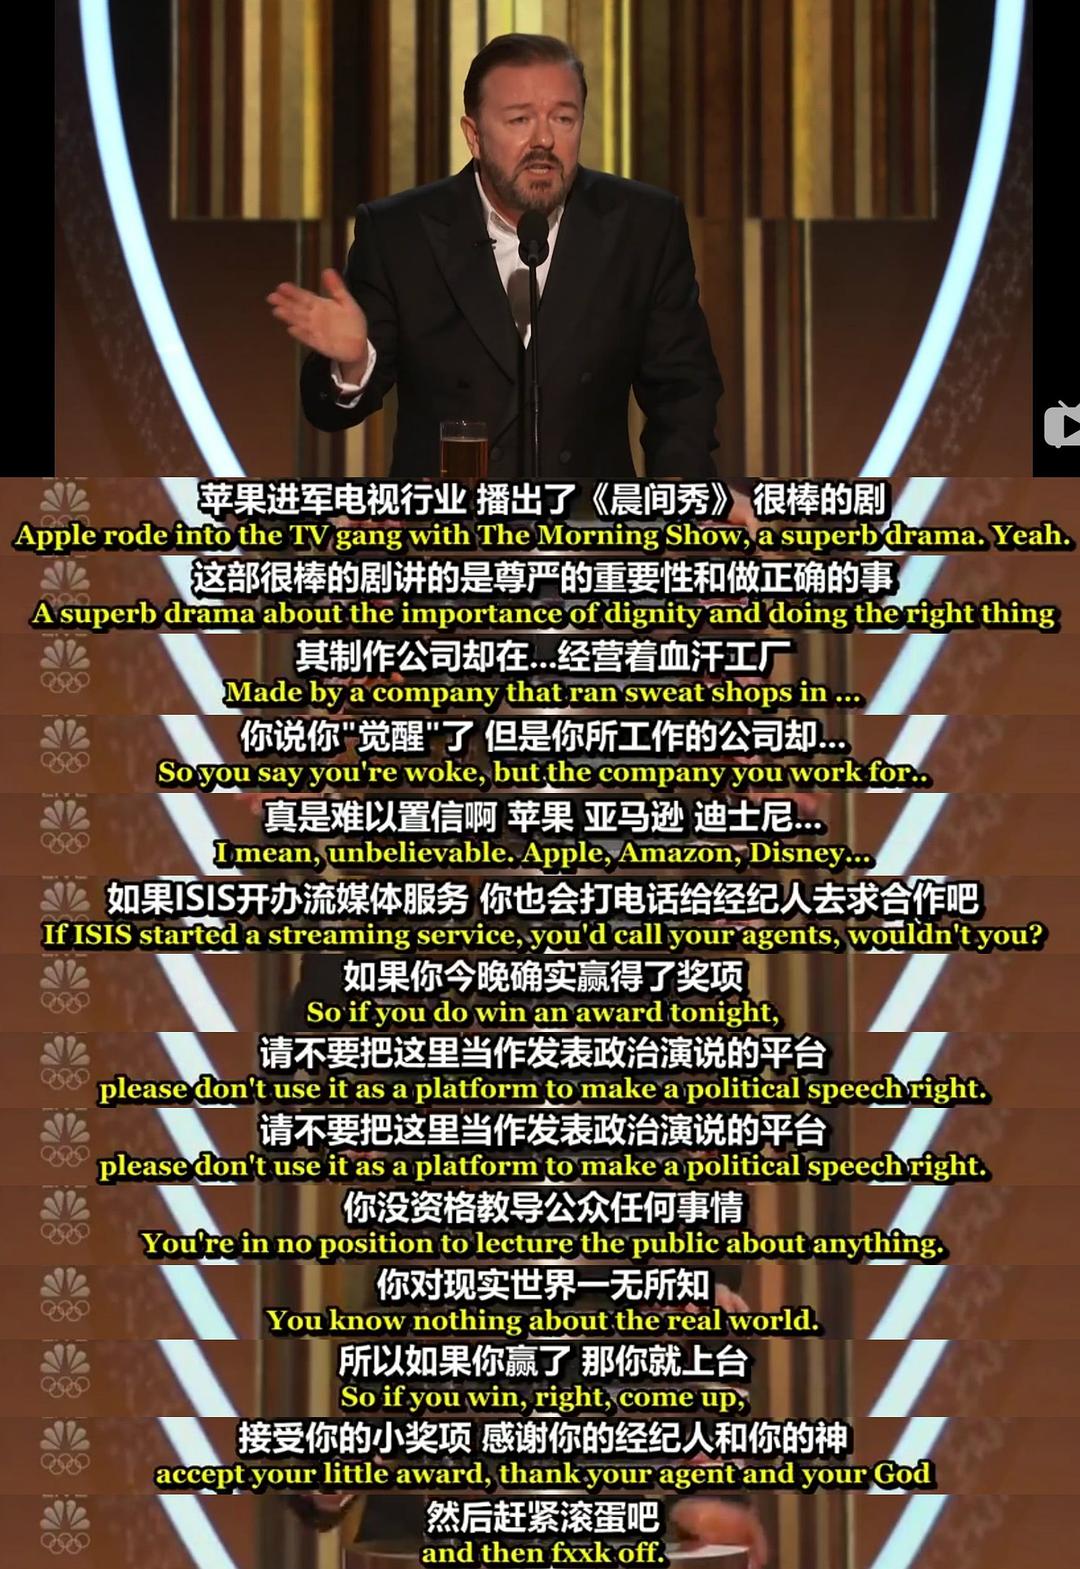 苹果进军电视行业 播出了《晨间秀》 很棒的剧
Apple rode into the TV gang with The Morning Show, a superb drama. Yeah.
这部很棒的剧讲的是尊严的重要性和做正确的事
A superb drama about the importance of dignity and doing the right thing
其制作公司却在...经营着血汗工厂
Made by a company that ran sweat shops in ...
你说你"觉醒"了 但是你所工作的公司却...
So you say you're woke, but the company you work for..
真是难以置信啊 苹果 亚马逊 迪士尼...
I mean, unbelievable. Apple, Amazon, Disney...
如果ISIS开办流媒体服务 你也会打电话给经纪人去求合作吧
If ISIS started a streaming service, you'd call your agents, wouldn't you?
如果你今晚确实赢得了奖项
So if you do win an award tonight,
请不要把这里当作发表政治演说的平台
please don't use it as a platform to make a political speech right.
请不要把这里当作发表政治演说的平台
please don't use it as a platform to make a political speech right.
你没资格教导公众任何事情
You're in no position to lecture the public about anything.
你对现实世界一无所知
You know nothing about the real world.
所以如果你赢了 那你就上台
So if you win, right, come up,
接受你的小奖项 感谢你的经纪人和你的神
accept your little award, thank your agent and your God
然后赶紧滚蛋吧
and then fxxk off.